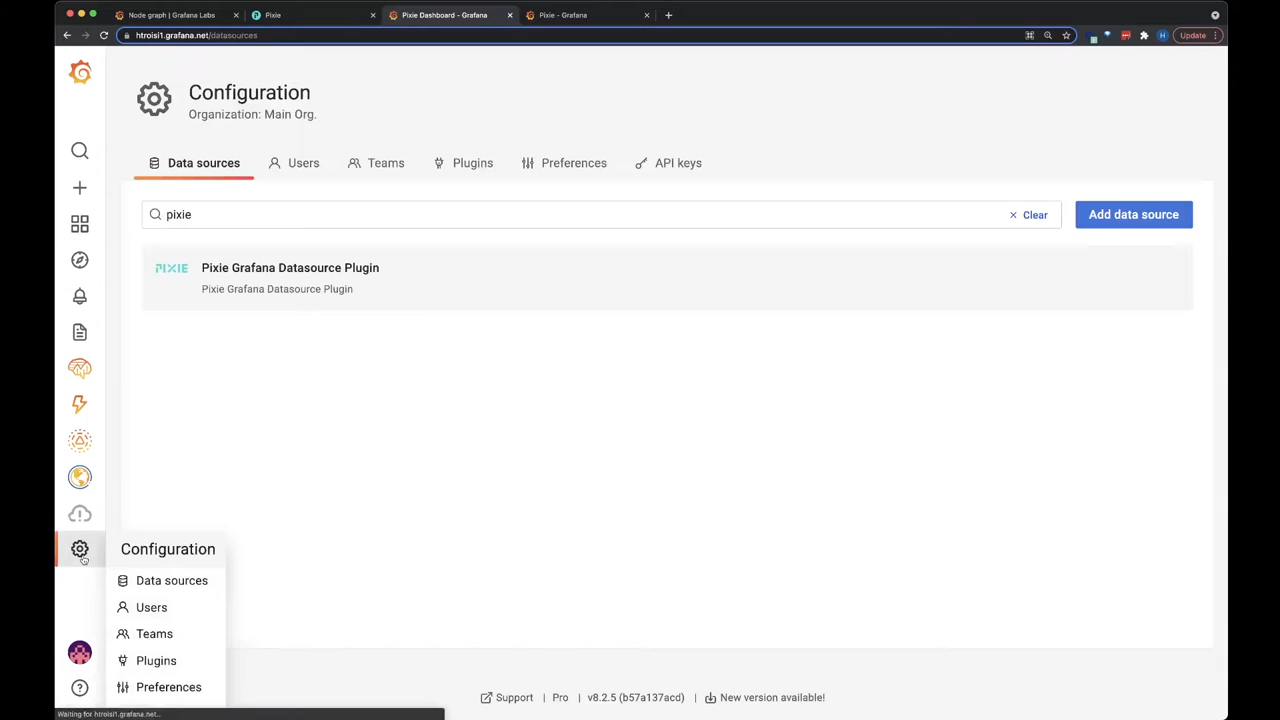 Node graph | Grafana Labs
Pixie
Pixie Dashboard - Grafana
Pixie - Grafana
htroisi1.grafana.net/datasources
H
Update
Configuration
Organization: Main Org.
Data sources
Users
Teams
Plugins
Preferences
API keys
pixie
Clear
Add data source
PIXIE
Pixie Grafana Datasource Plugin
Pixie Grafana Datasource Plugin
Configuration
Data sources
Users
Teams
Plugins
Preferences
Support | Pro | v8.2.5 (b57a137acd) | New version available!
Waiting for htroisi1.grafana.net...